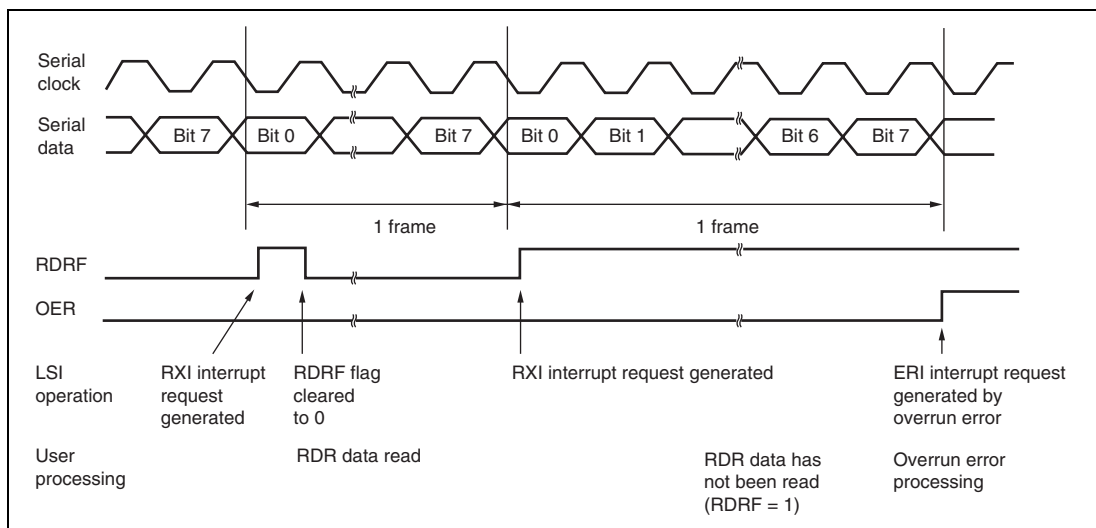 Serial
clock
Serial
data
Bit 7
Bit 0
Bit 7
Bit 0
Bit 1
Bit 6
Bit 7
1 frame
1 frame
RDRF
OER
LSI
operation
RXI interrupt
request
generated
RDRF flag
cleared
to 0
RXI interrupt request generated
ERI interrupt request
generated by
overrun error
User
processing
RDR data read
RDR data has
not been read
(RDRF = 1)
Overrun error
processing